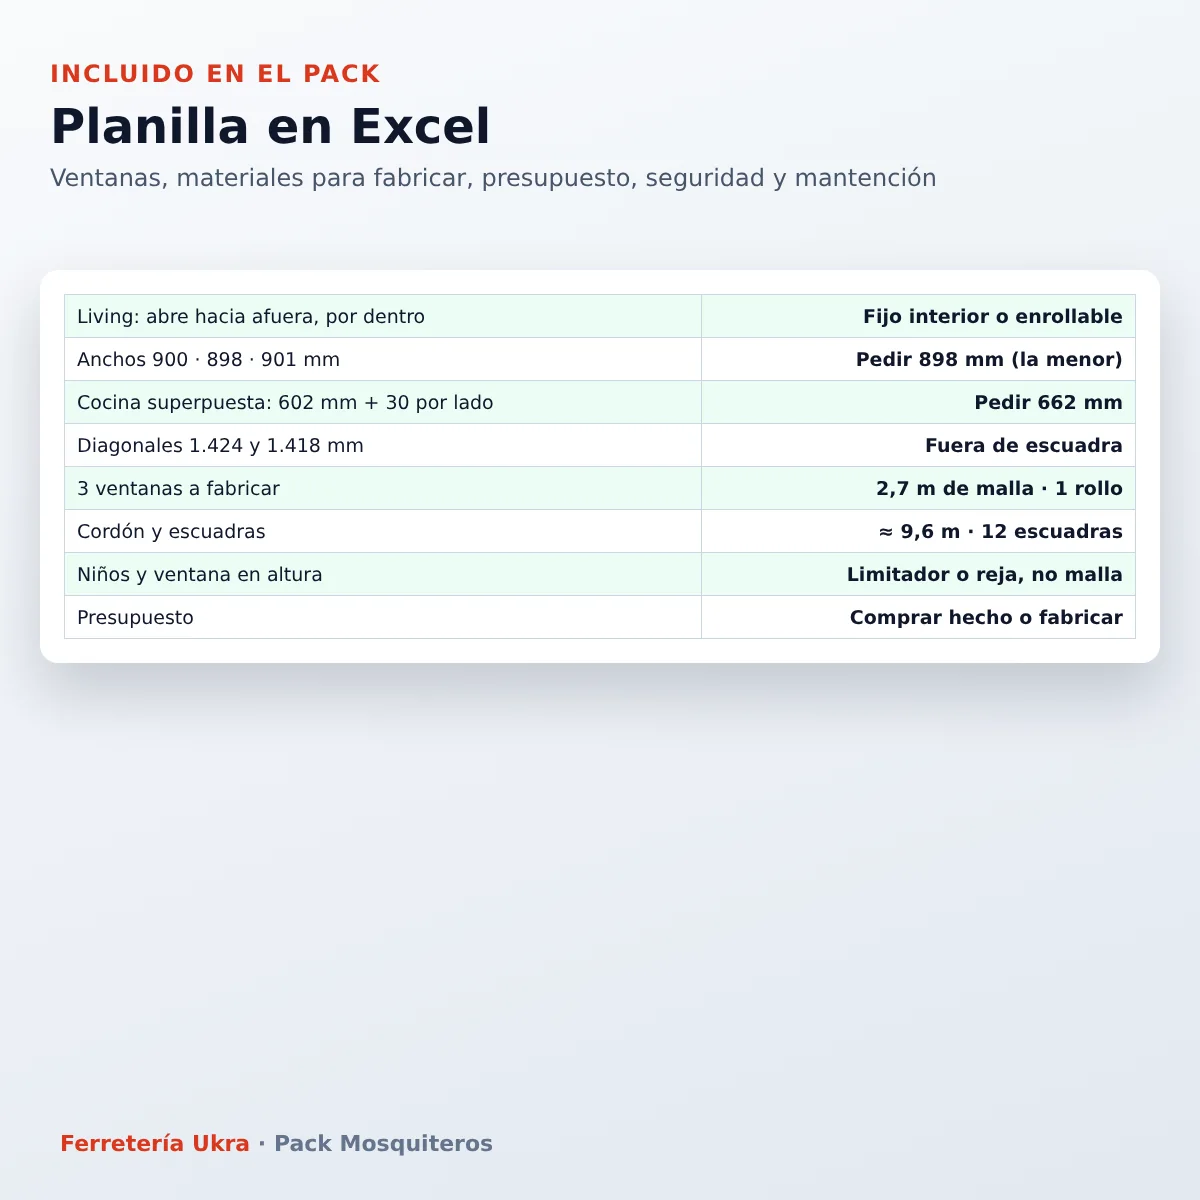 INCLUIDO EN EL PACK
Planilla en Excel
Ventanas, materiales para fabricar, presupuesto, seguridad y mantención
Living: abre hacia afuera, por dentro Fijo interior o enrollable
Anchos 900 · 898 · 901 mm Pedir 898 mm (la menor)
Cocina superpuesta: 602 mm + 30 por lado Pedir 662 mm
Diagonales 1.424 y 1.418 mm Fuera de escuadra
3 ventanas a fabricar 2,7 m de malla · 1 rollo
Cordón y escuadras ≈ 9,6 m · 12 escuadras
Niños y ventana en altura Limitador o reja, no malla
Presupuesto Comprar hecho o fabricar
Ferretería Ukra · Pack Mosquiteros